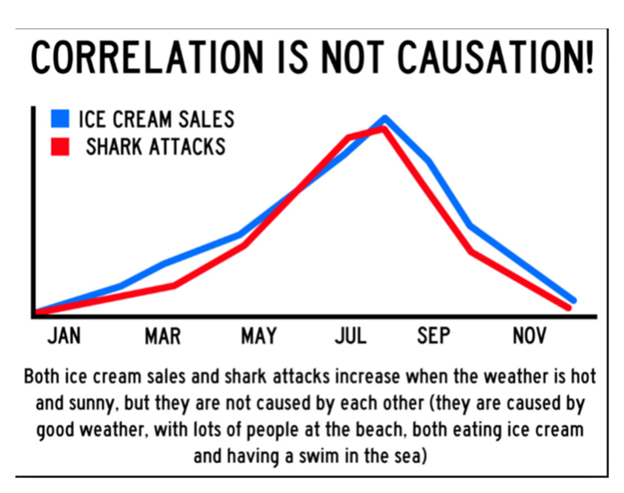 CORRELATION IS NOT CAUSATION!
ICE CREAM SALES
SHARK ATTACKS
JAN MAR MAY JUL SEP NOV
Both ice cream sales and shark attacks increase when the weather is hot
and sunny, but they are not caused by each other (they are caused by
good weather, with lots of people at the beach, both eating ice cream
and having a swim in the sea)